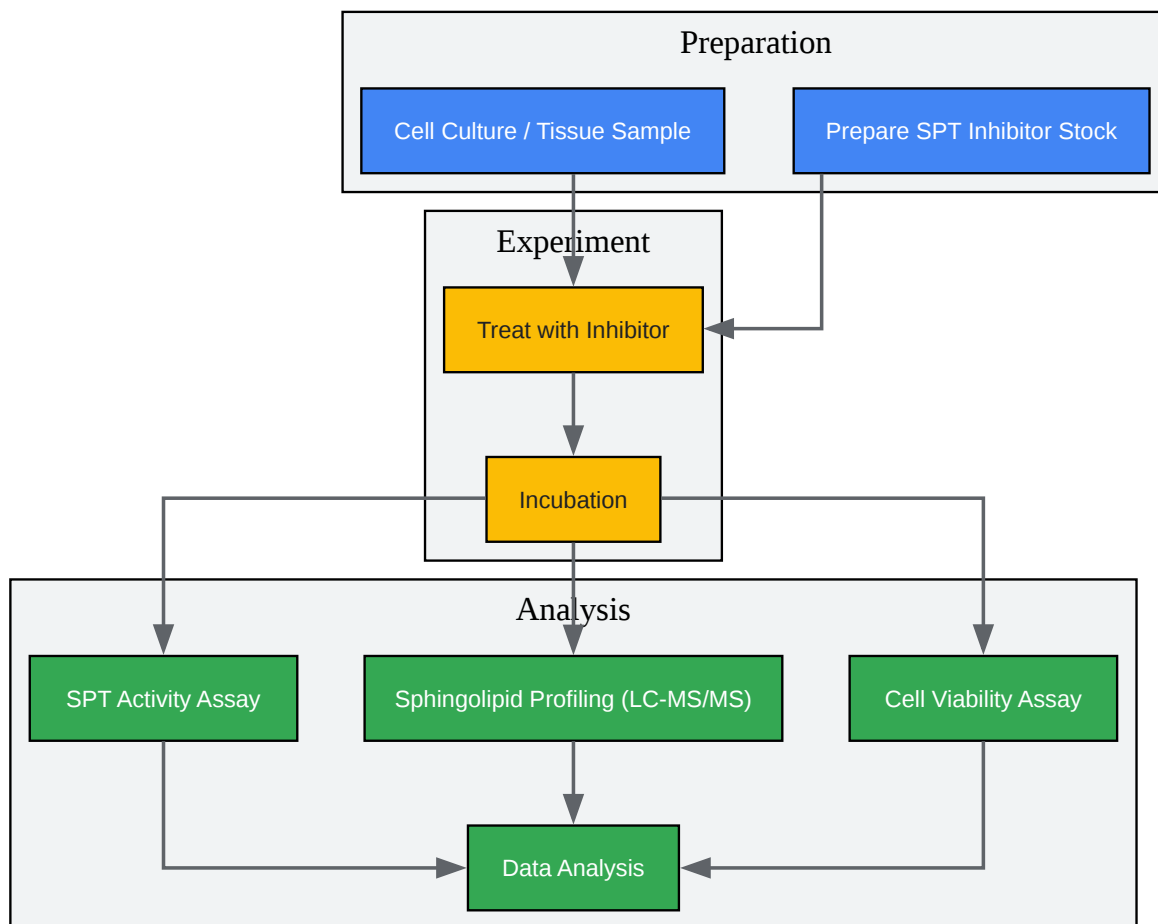 Preparation
Cell Culture / Tissue Sample
Prepare SPT Inhibitor Stock
Experiment
Treat with Inhibitor
Incubation
Analysis
SPT Activity Assay
Sphingolipid Profiling (LC-MS/MS)
Cell Viability Assay
Data Analysis